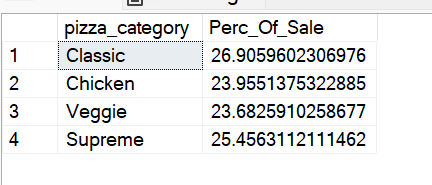 pizza_category Perc_Of_Sale
1 Classic 26.9059602306976
2 Chicken 23.9551375322885
3 Veggie 23.6825910258677
4 Supreme 25.4563112111462